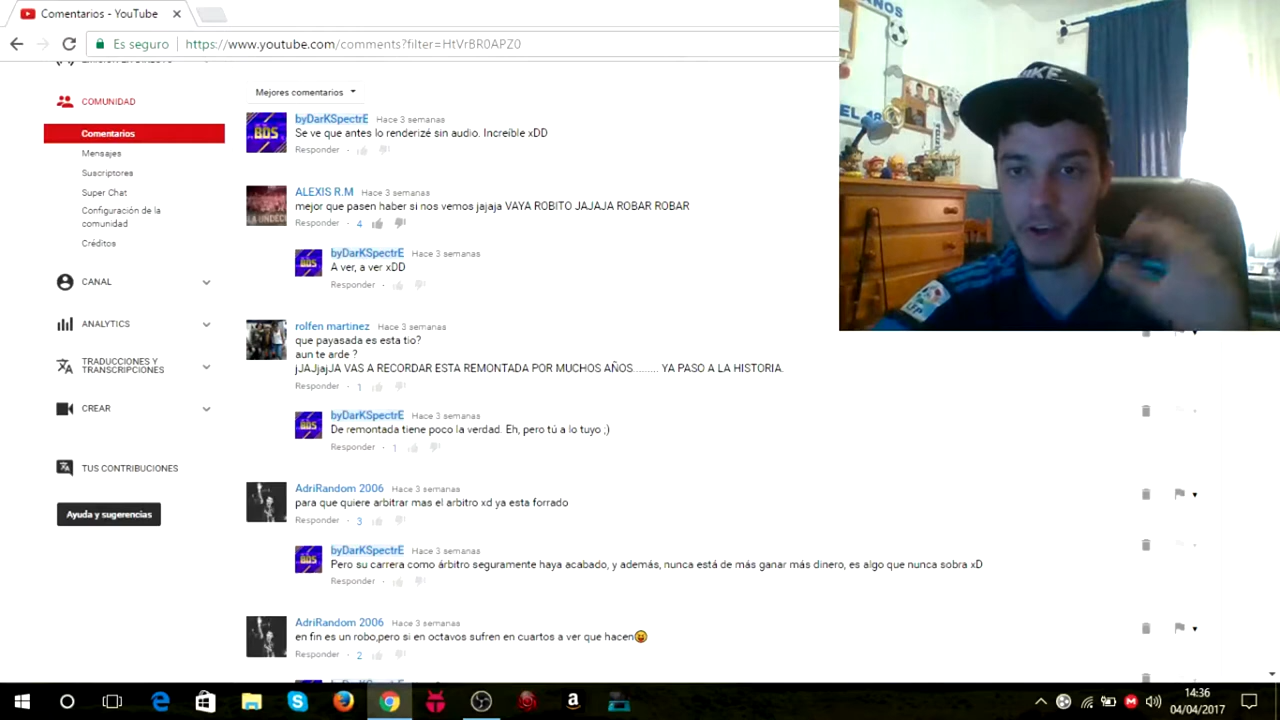 Comentarios - YouTube
Es seguro
https://www.youtube.com/comments?filter=HtVrBR0APZ0
COMUNIDAD
Comentarios
Mensajes
Suscriptores
Super Chat
Configuración de la
comunidad
Créditos
CANAL
ANALYTICS
TRADUCCIONES Y
TRANSCRIPCIONES
CREAR
TUS CONTRIBUCIONES
Ayuda y sugerencias
Mejores comentarios
BDS
byDarKSpectrE Hace 3 semanas
Se ve que antes lo renderizé sin audio. Increíble xDD
Responder
ALEXIS R.M Hace 3 semanas
mejor que pasen haber si nos vemos jajaja VAYA ROBITO JAJAJA ROBAR ROBAR
Responder · 4
BDS
byDarKSpectrE Hace 3 semanas
A ver, a ver xDD
Responder
rolfen martinez Hace 3 semanas
que payasada es esta tio?
aun te arde ?
jJAJjajJA VAS A RECORDAR ESTA REMONTADA POR MUCHOS AÑOS......... YA PASO A LA HISTORIA.
Responder · 1
BDS
byDarKSpectrE Hace 3 semanas
De remontada tiene poco la verdad. Eh, pero tú a lo tuyo ;)
Responder · 1
AdriRandom 2006 Hace 3 semanas
para que quiere arbitrar mas el arbitro xd ya esta forrado
Responder · 3
BDS
byDarKSpectrE Hace 3 semanas
Pero su carrera como árbitro seguramente haya acabado, y además, nunca está de más ganar más dinero, es algo que nunca sobra xD
Responder
AdriRandom 2006 Hace 3 semanas
en fin es un robo,pero si en octavos sufren en cuartos a ver que hacen😛
Responder · 2
NIKE
LFP
14:36
04/04/2017